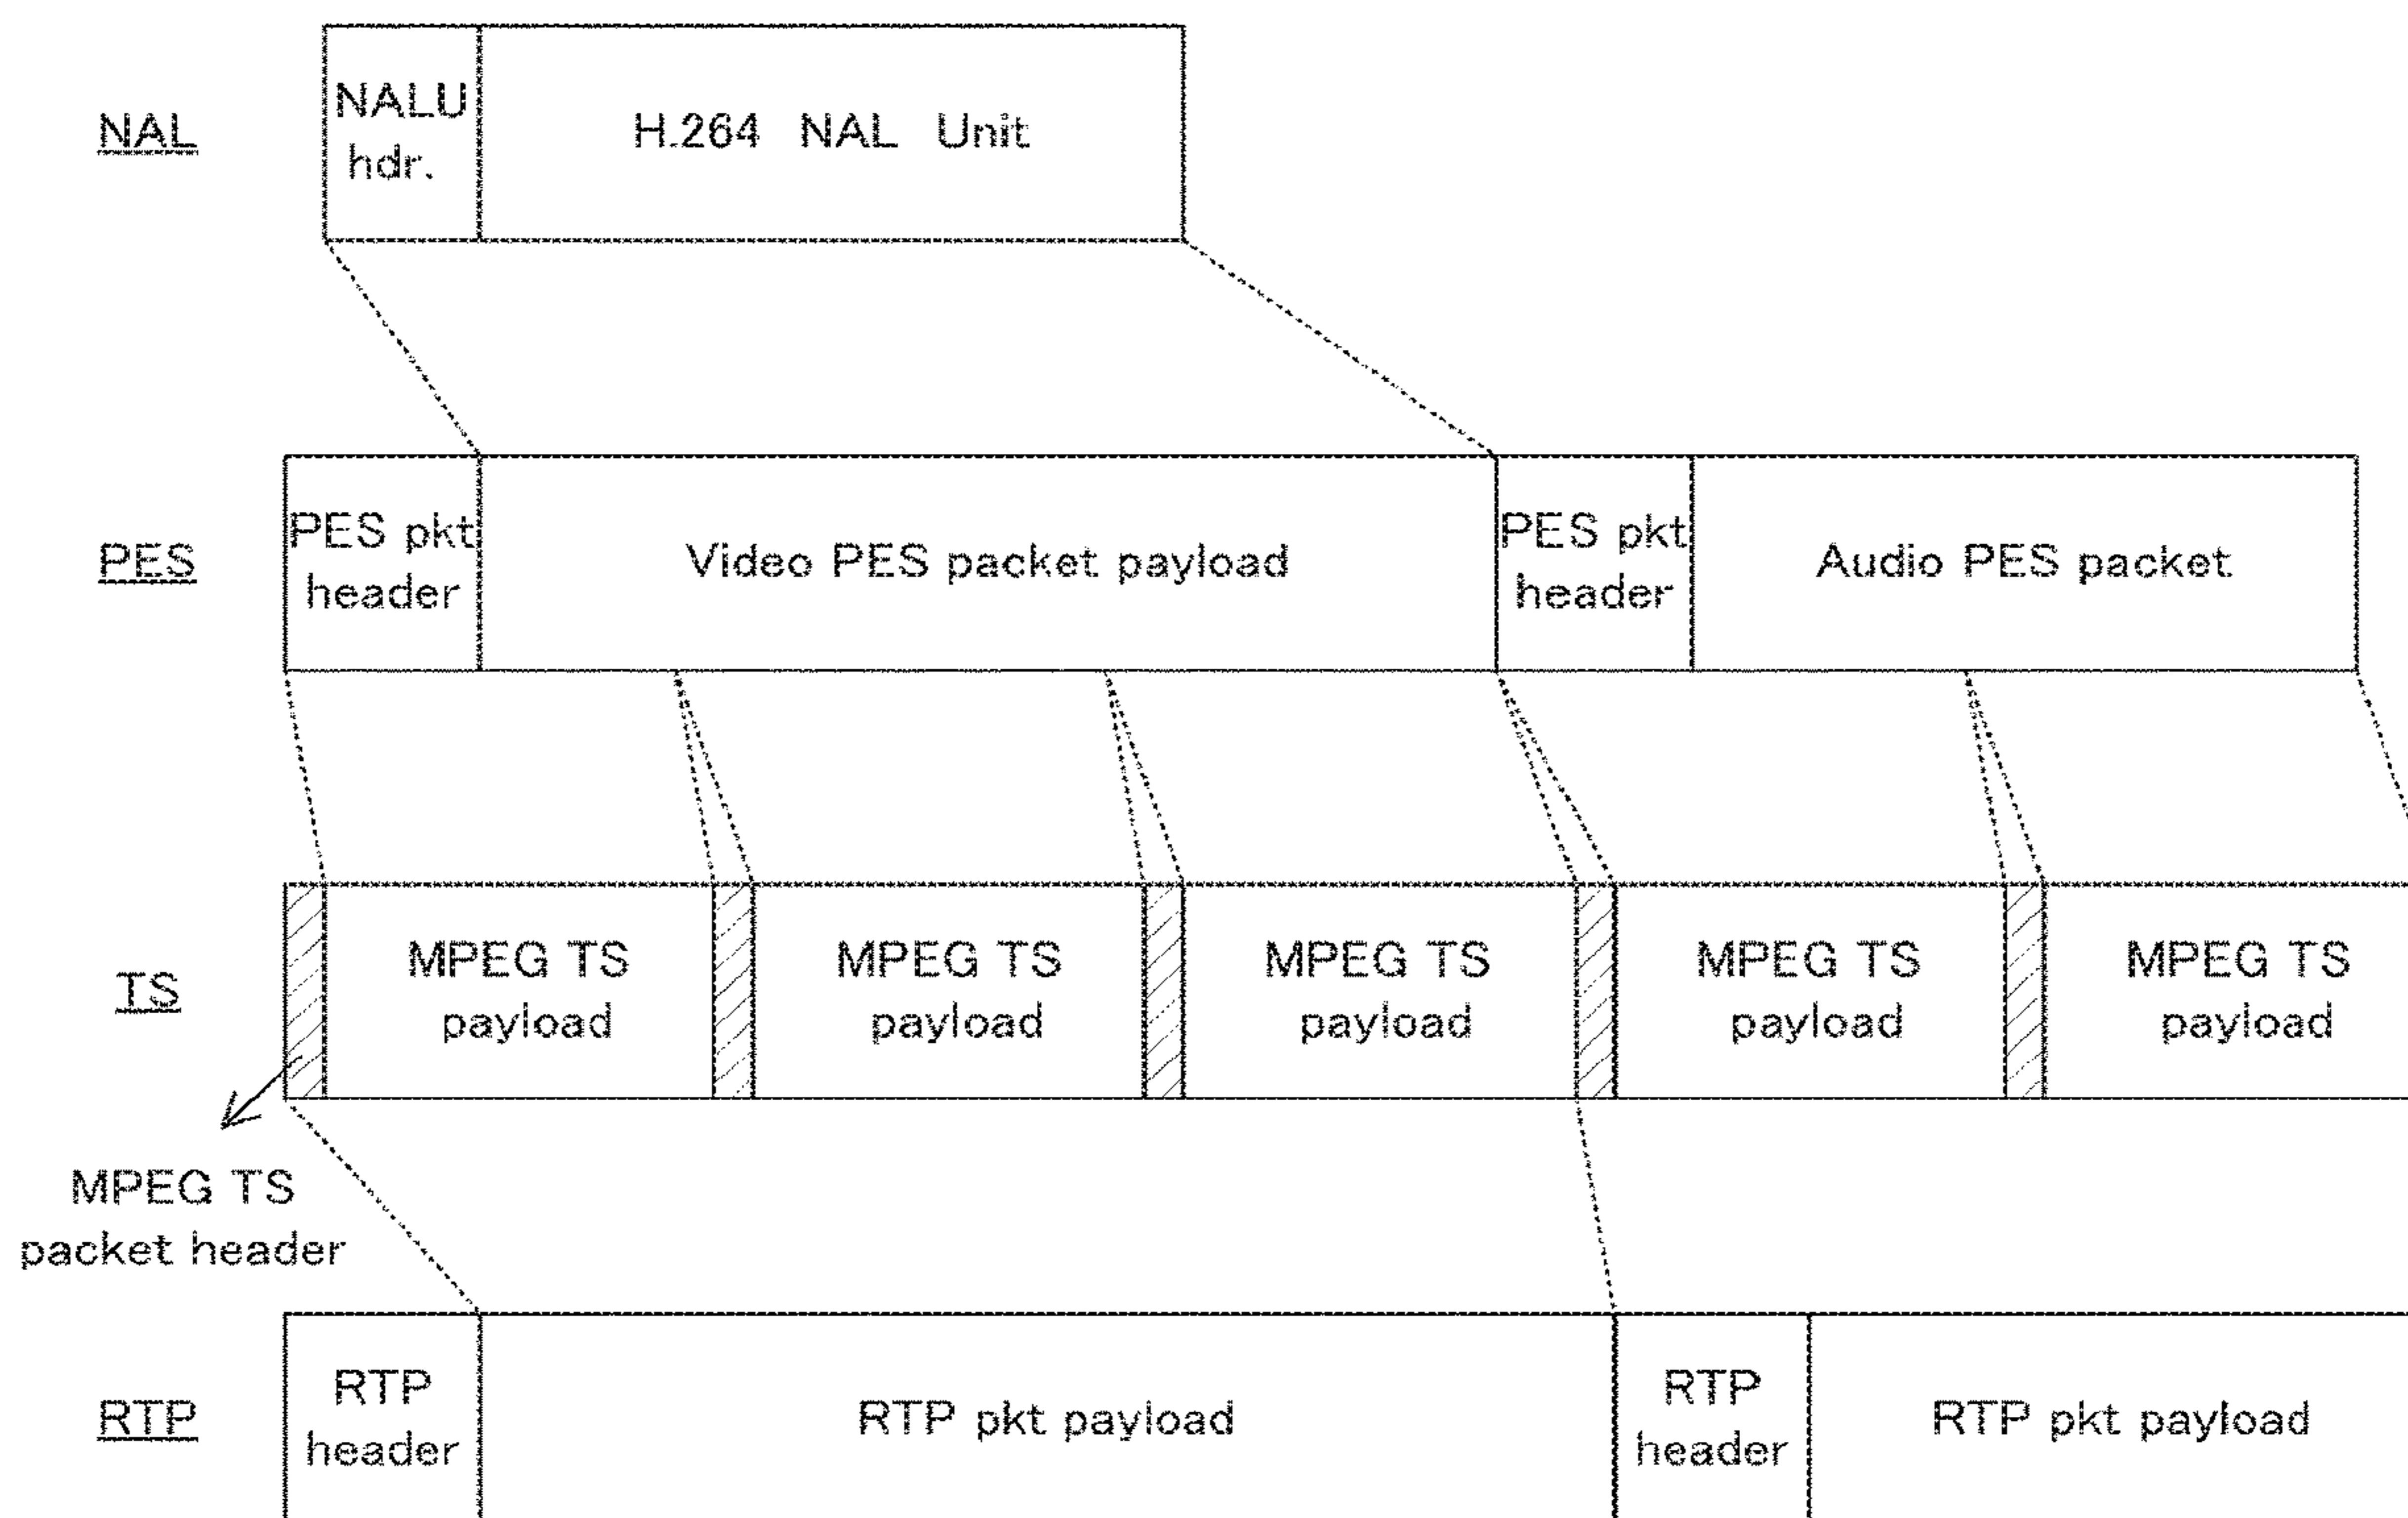 NAL
NALU
hdr.
H.264 NAL Unit
PES
PES pkt
header
Video PES packet payload
PES pkt
header
Audio PES packet
TS
MPEG TS
payload
MPEG TS
payload
MPEG TS
payload
MPEG TS
payload
MPEG TS
payload
MPEG TS
packet header
RTP
RTP
header
RTP pkt payload
RTP
header
RTP pkt payload